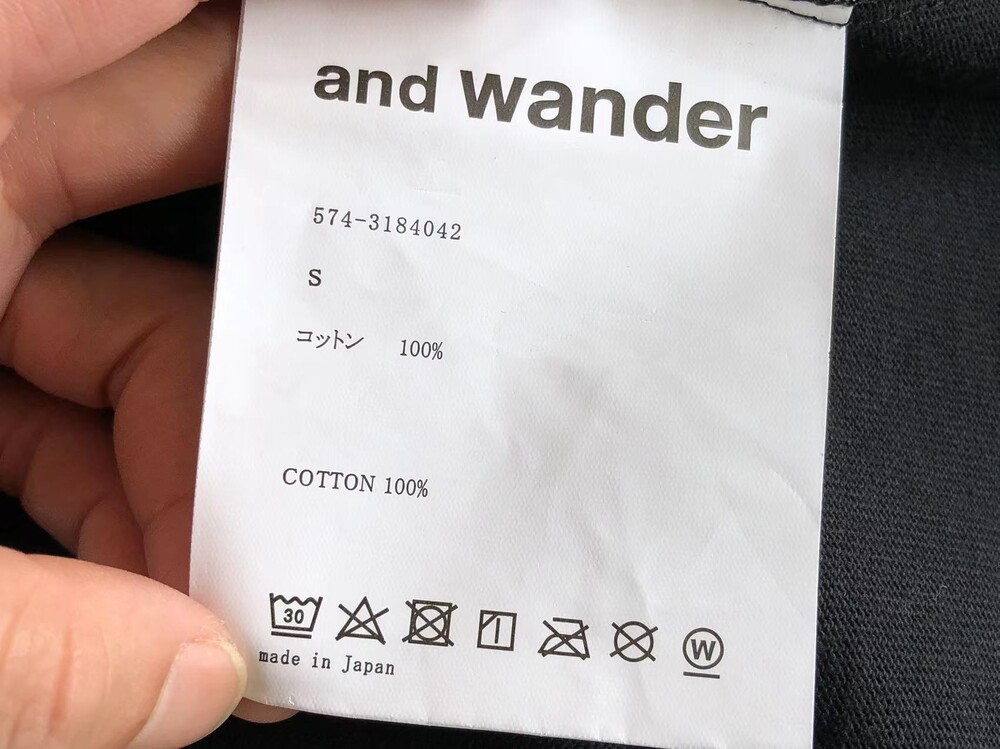 and wander
574-3184042
S
コットン 100%
COTTON 100%
30
W
made in Japan